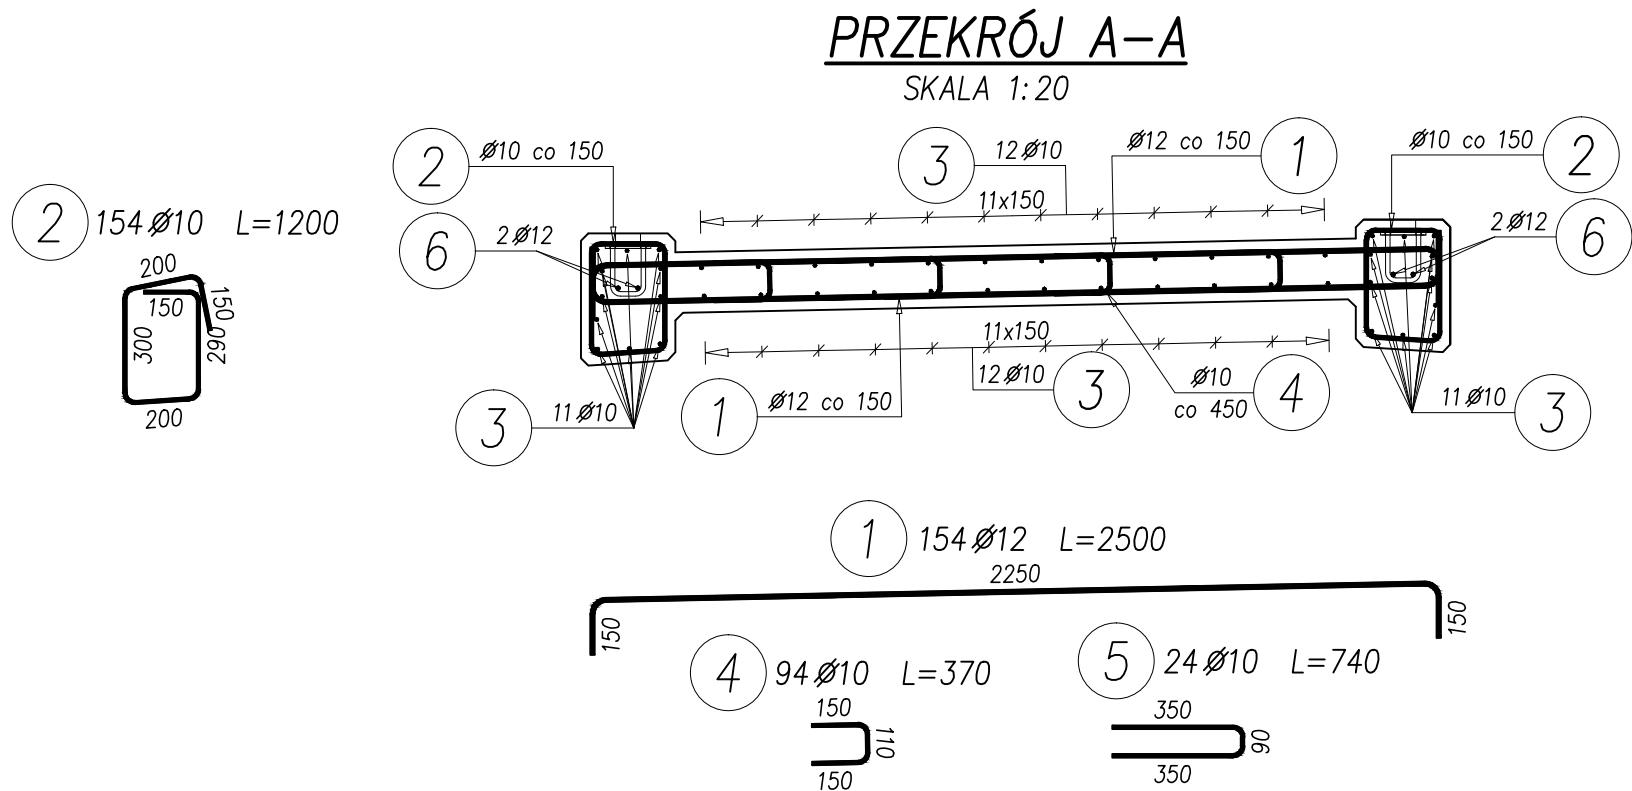 PRZEKRÓJ A-A
SKALA 1:20
2 ø10 co 150
3 12ø10
ø12 co 150 1
ø10 co 150 2
11x150
6 2ø12
2ø12 6
2 154ø10 L=1200
200
150
150
300
290
200
11x150
3 11ø10
1 ø12 co 150
12ø10 3
ø10
co 450
4
11ø10 3
1 154ø12 L=2500
2250
150
150
4 94ø10 L=370
150
110
150
5 24ø10 L=740
350
90
350